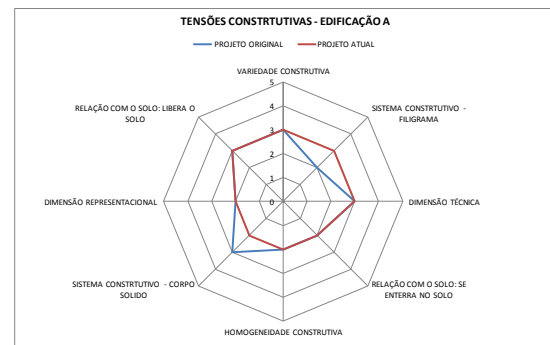 TENSÕES CONSTRTUTIVAS - EDIFICAÇÃO A
PROJETO ORIGINAL
PROJETO ATUAL
VARIEDADE CONSTRUTIVA
RELAÇÃO COM O SOLO: LIBERA O
SOLO
SISTEMA CONSTRTUTIVO -
FILIGRAMA
5
4
3
2
1
0
DIMENSÃO REPRESENTACIONAL
DIMENSÃO TÉCNICA
SISTEMA CONSTRTUTIVO - CORPO
SOLIDO
RELAÇÃO COM O SOLO: SE
ENTERRA NO SOLO
HOMOGENEIDADE CONSTRUTIVA